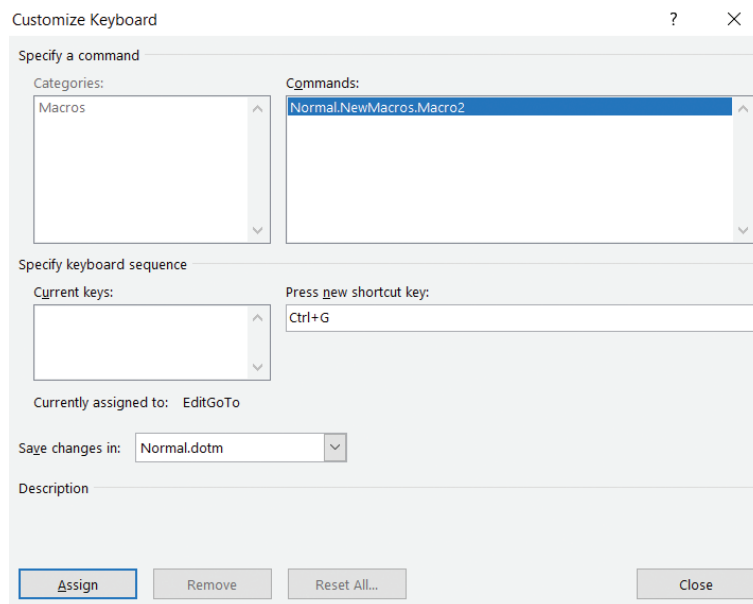 Customize Keyboard ? ×
Specify a command
Categories:
Commands:
Macros
Normal.NewMacros.Macro2
Specify keyboard sequence
Current keys:
Press new shortcut key:
Ctrl+G
Currently assigned to: EditGoTo
Save changes in: Normal.dotm
Description
Assign Remove Reset All... Close